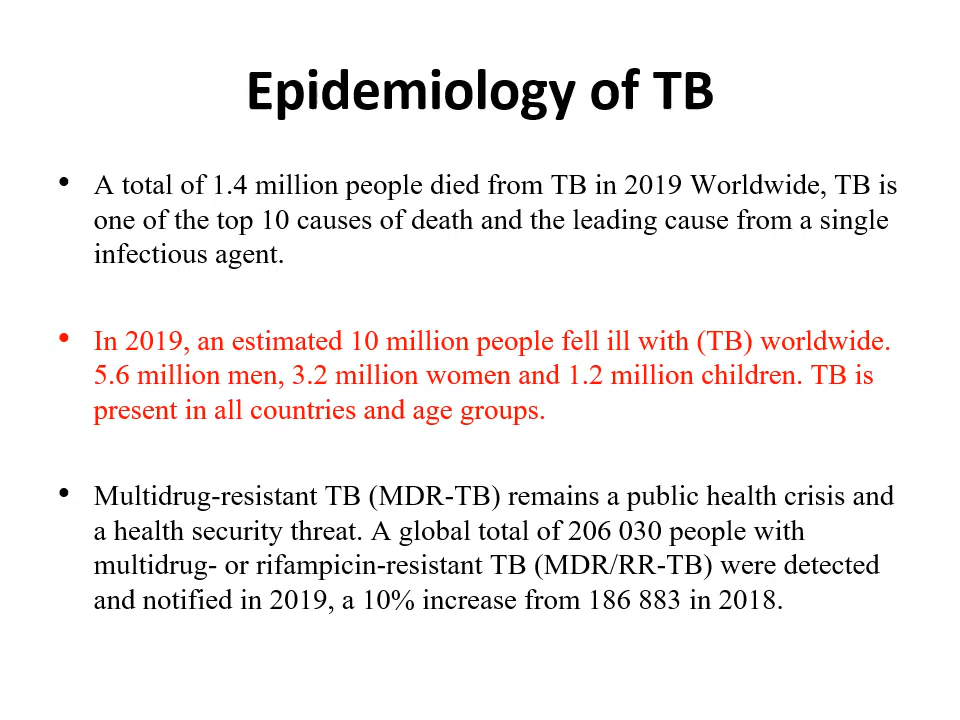 Epidemiology of TB
• A total of 1.4 million people died from TB in 2019 Worldwide, TB is
one of the top 10 causes of death and the leading cause from a single
infectious agent.
• In 2019, an estimated 10 million people fell ill with (TB) worldwide.
5.6 million men, 3.2 million women and 1.2 million children. TB is
present in all countries and age groups.
• Multidrug-resistant TB (MDR-TB) remains a public health crisis and
a health security threat. A global total of 206 030 people with
multidrug- or rifampicin-resistant TB (MDR/RR-TB) were detected
and notified in 2019, a 10% increase from 186 883 in 2018.